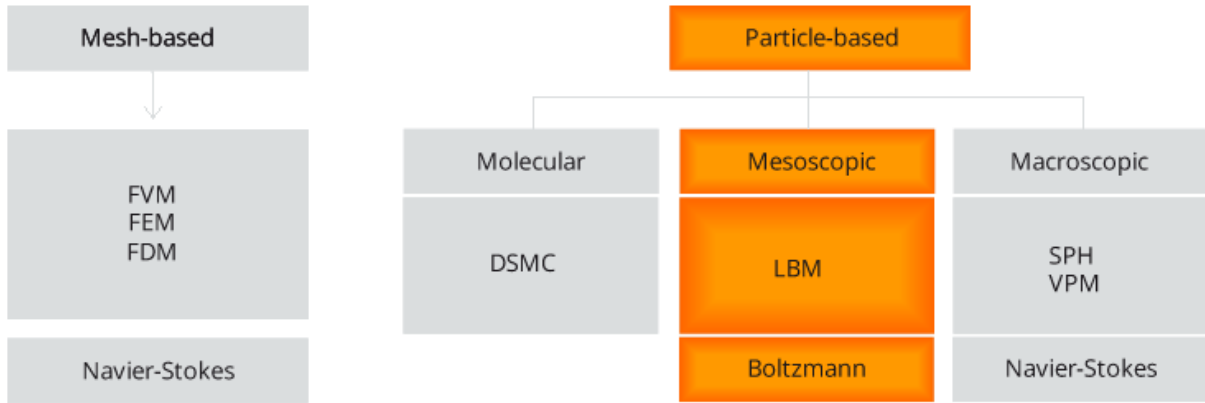 Mesh-based
FVM
FEM
FDM
Navier-Stokes
Particle-based
Molecular
DSMC
Mesoscopic
LBM
Boltzmann
Macroscopic
SPH
VPM
Navier-Stokes